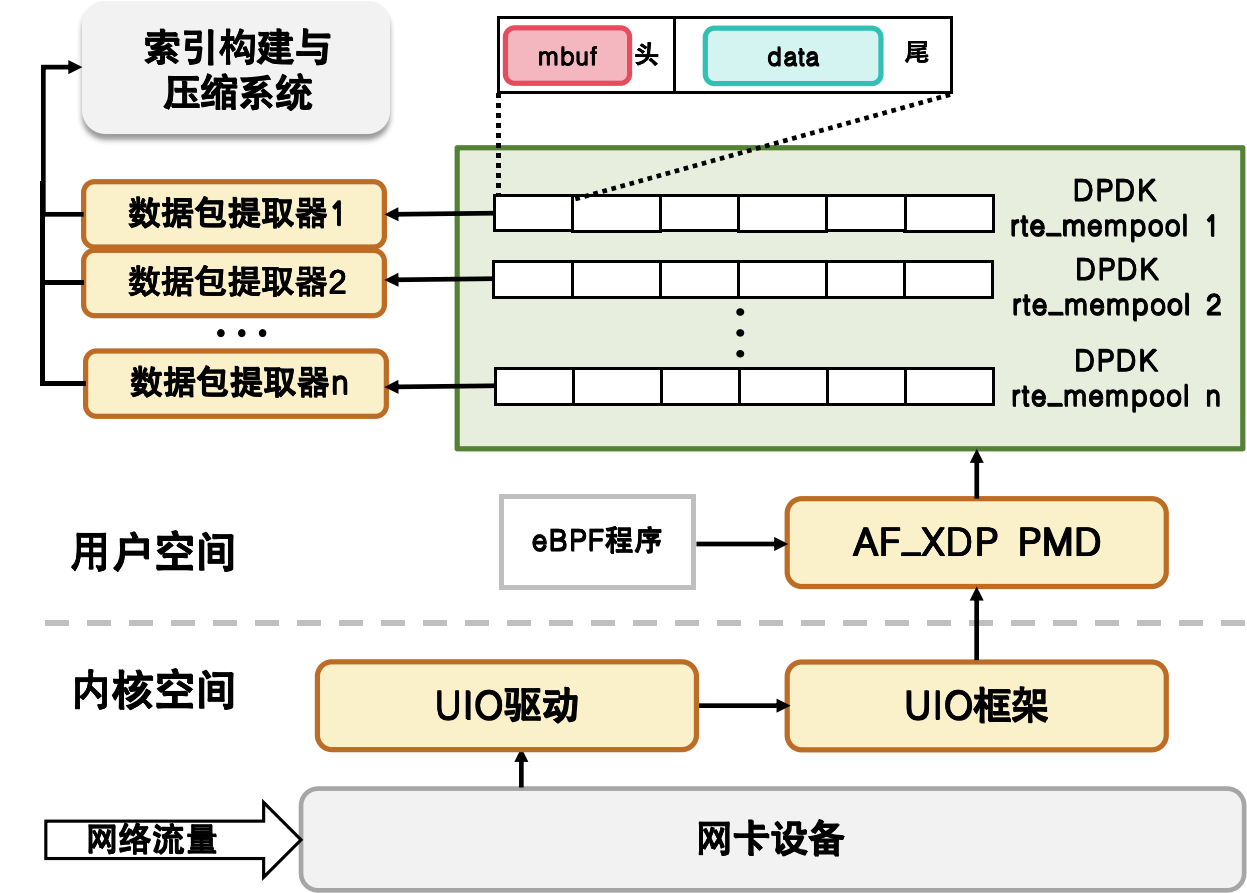 索引构建与
压缩系统
mbuf 头 data 尾
数据包提取器1
数据包提取器2
···
数据包提取器n
DPDK
rte_mempool 1
DPDK
rte_mempool 2
DPDK
rte_mempool n
用户空间
eBPF程序
AF_XDP PMD
内核空间
UIO驱动
UIO框架
网络流量
网卡设备